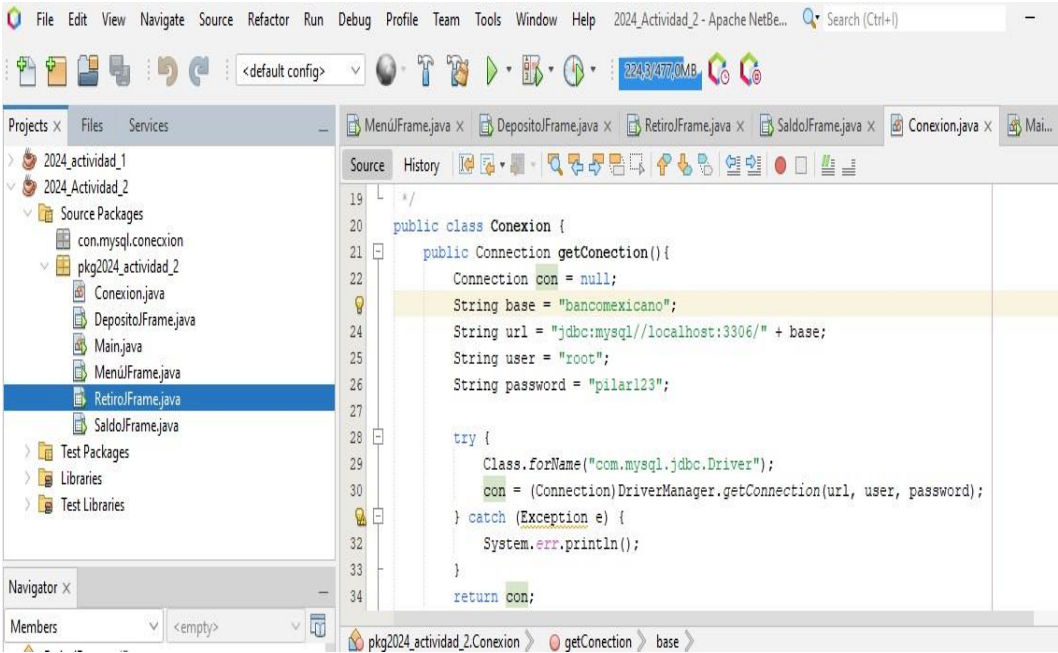 File Edit View Navigate Source Refactor Run Debug Profile Team Tools Window Help 2024_Actividad_2 - Apache NetBe... Search (Ctrl+I)
<default config> 224,3/477,0MB
Projects Files Services
MenúJFrame.java DepositoJFrame.java RetiroJFrame.java SaldoJFrame.java Conexion.java Mai...
Source History
2024_actividad_1
2024_Actividad_2
Source Packages
con.mysql.conecxion
pkg2024_actividad_2
Conexion.java
DepositoJFrame.java
Main.java
MenúJFrame.java
RetiroJFrame.java
SaldoJFrame.java
Test Packages
Libraries
Test Libraries
Navigator
Members <empty>
19 */
20 public class Conexion {
21 public Connection getConection(){
22 Connection con = null;
String base = "bancomexicano";
24 String url = "jdbc:mysql//localhost:3306/" + base;
25 String user = "root";
26 String password = "pilar123";
27
28 try {
29 Class.forName("com.mysql.jdbc.Driver");
30 con = (Connection)DriverManager.getConnection(url, user, password);
} catch (Exception e) {
32 System.err.println();
33 }
34 return con;
pkg2024_actividad_2.Conexion getConection base